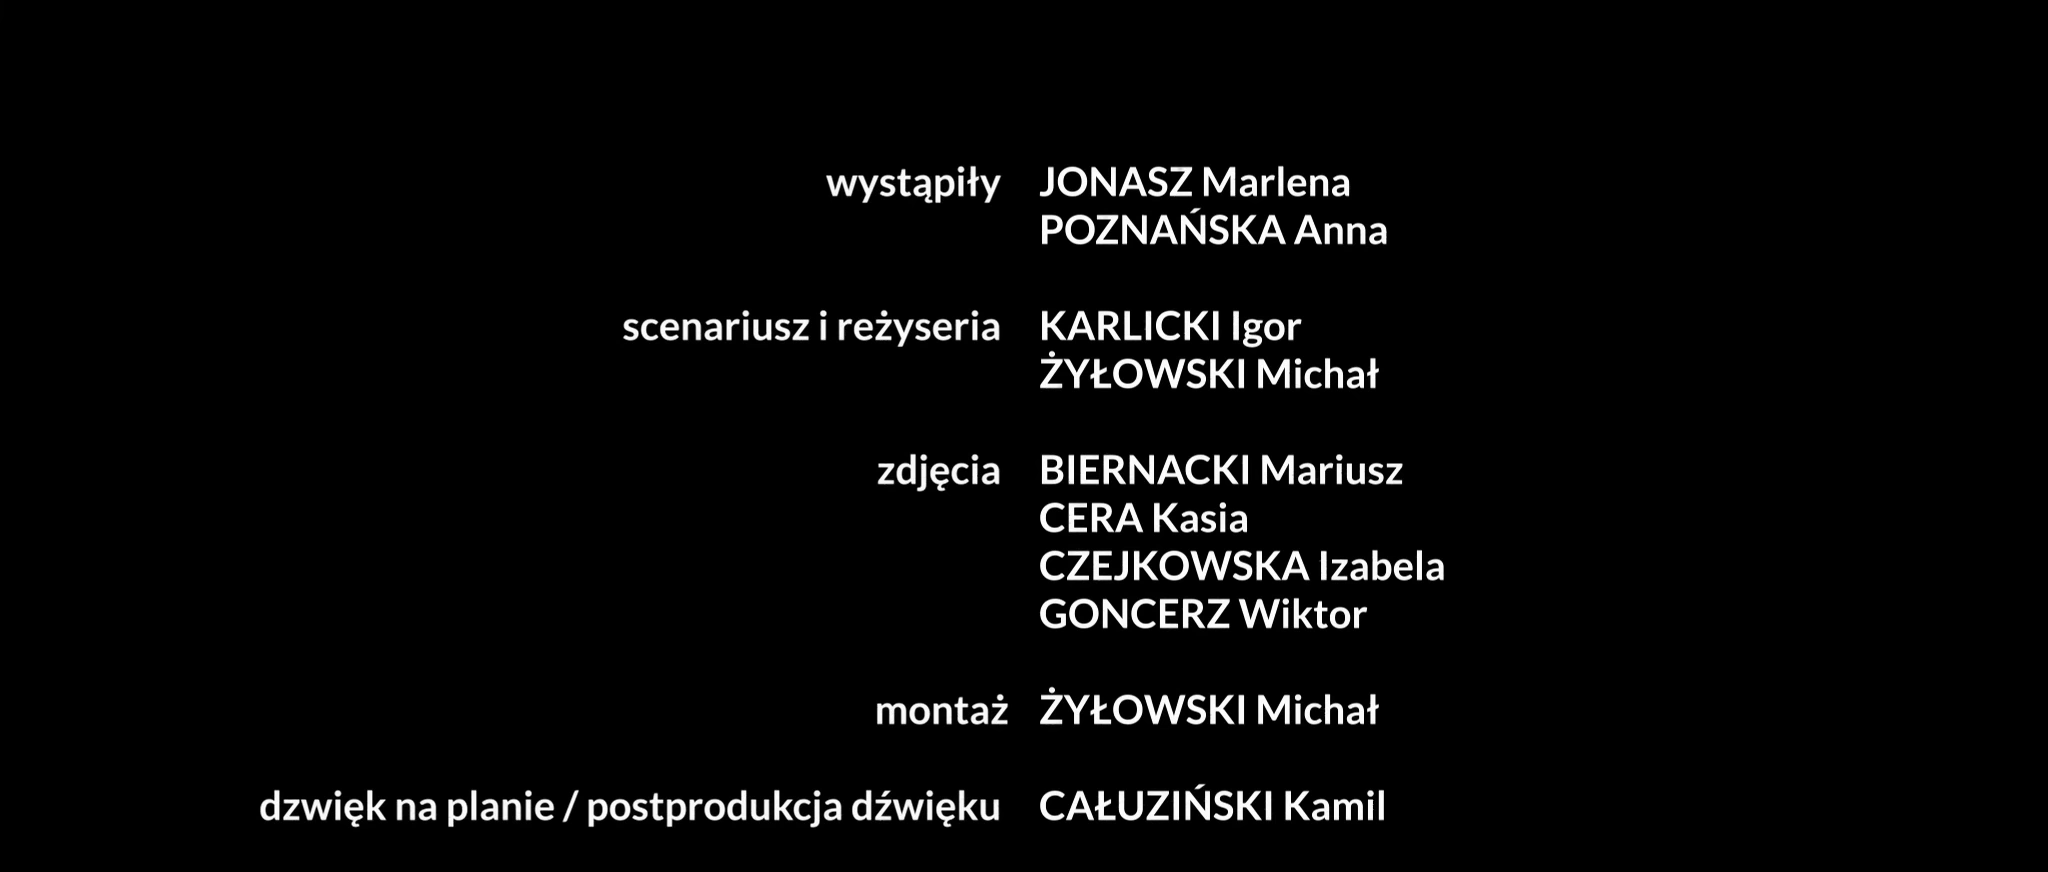 wystąpiły JONASZ Marlena
POZNAŃSKA Anna
scenariusz i reżyseria KARLICKI Igor
ŻYŁOWSKI Michał
zdjęcia BIERNACKI Mariusz
CERA Kasia
CZEJKOWSKA Izabela
GONCERZ Wiktor
montaż ŻYŁOWSKI Michał
dzwięk na planie / postprodukcja dźwięku CAŁUZIŃSKI Kamil